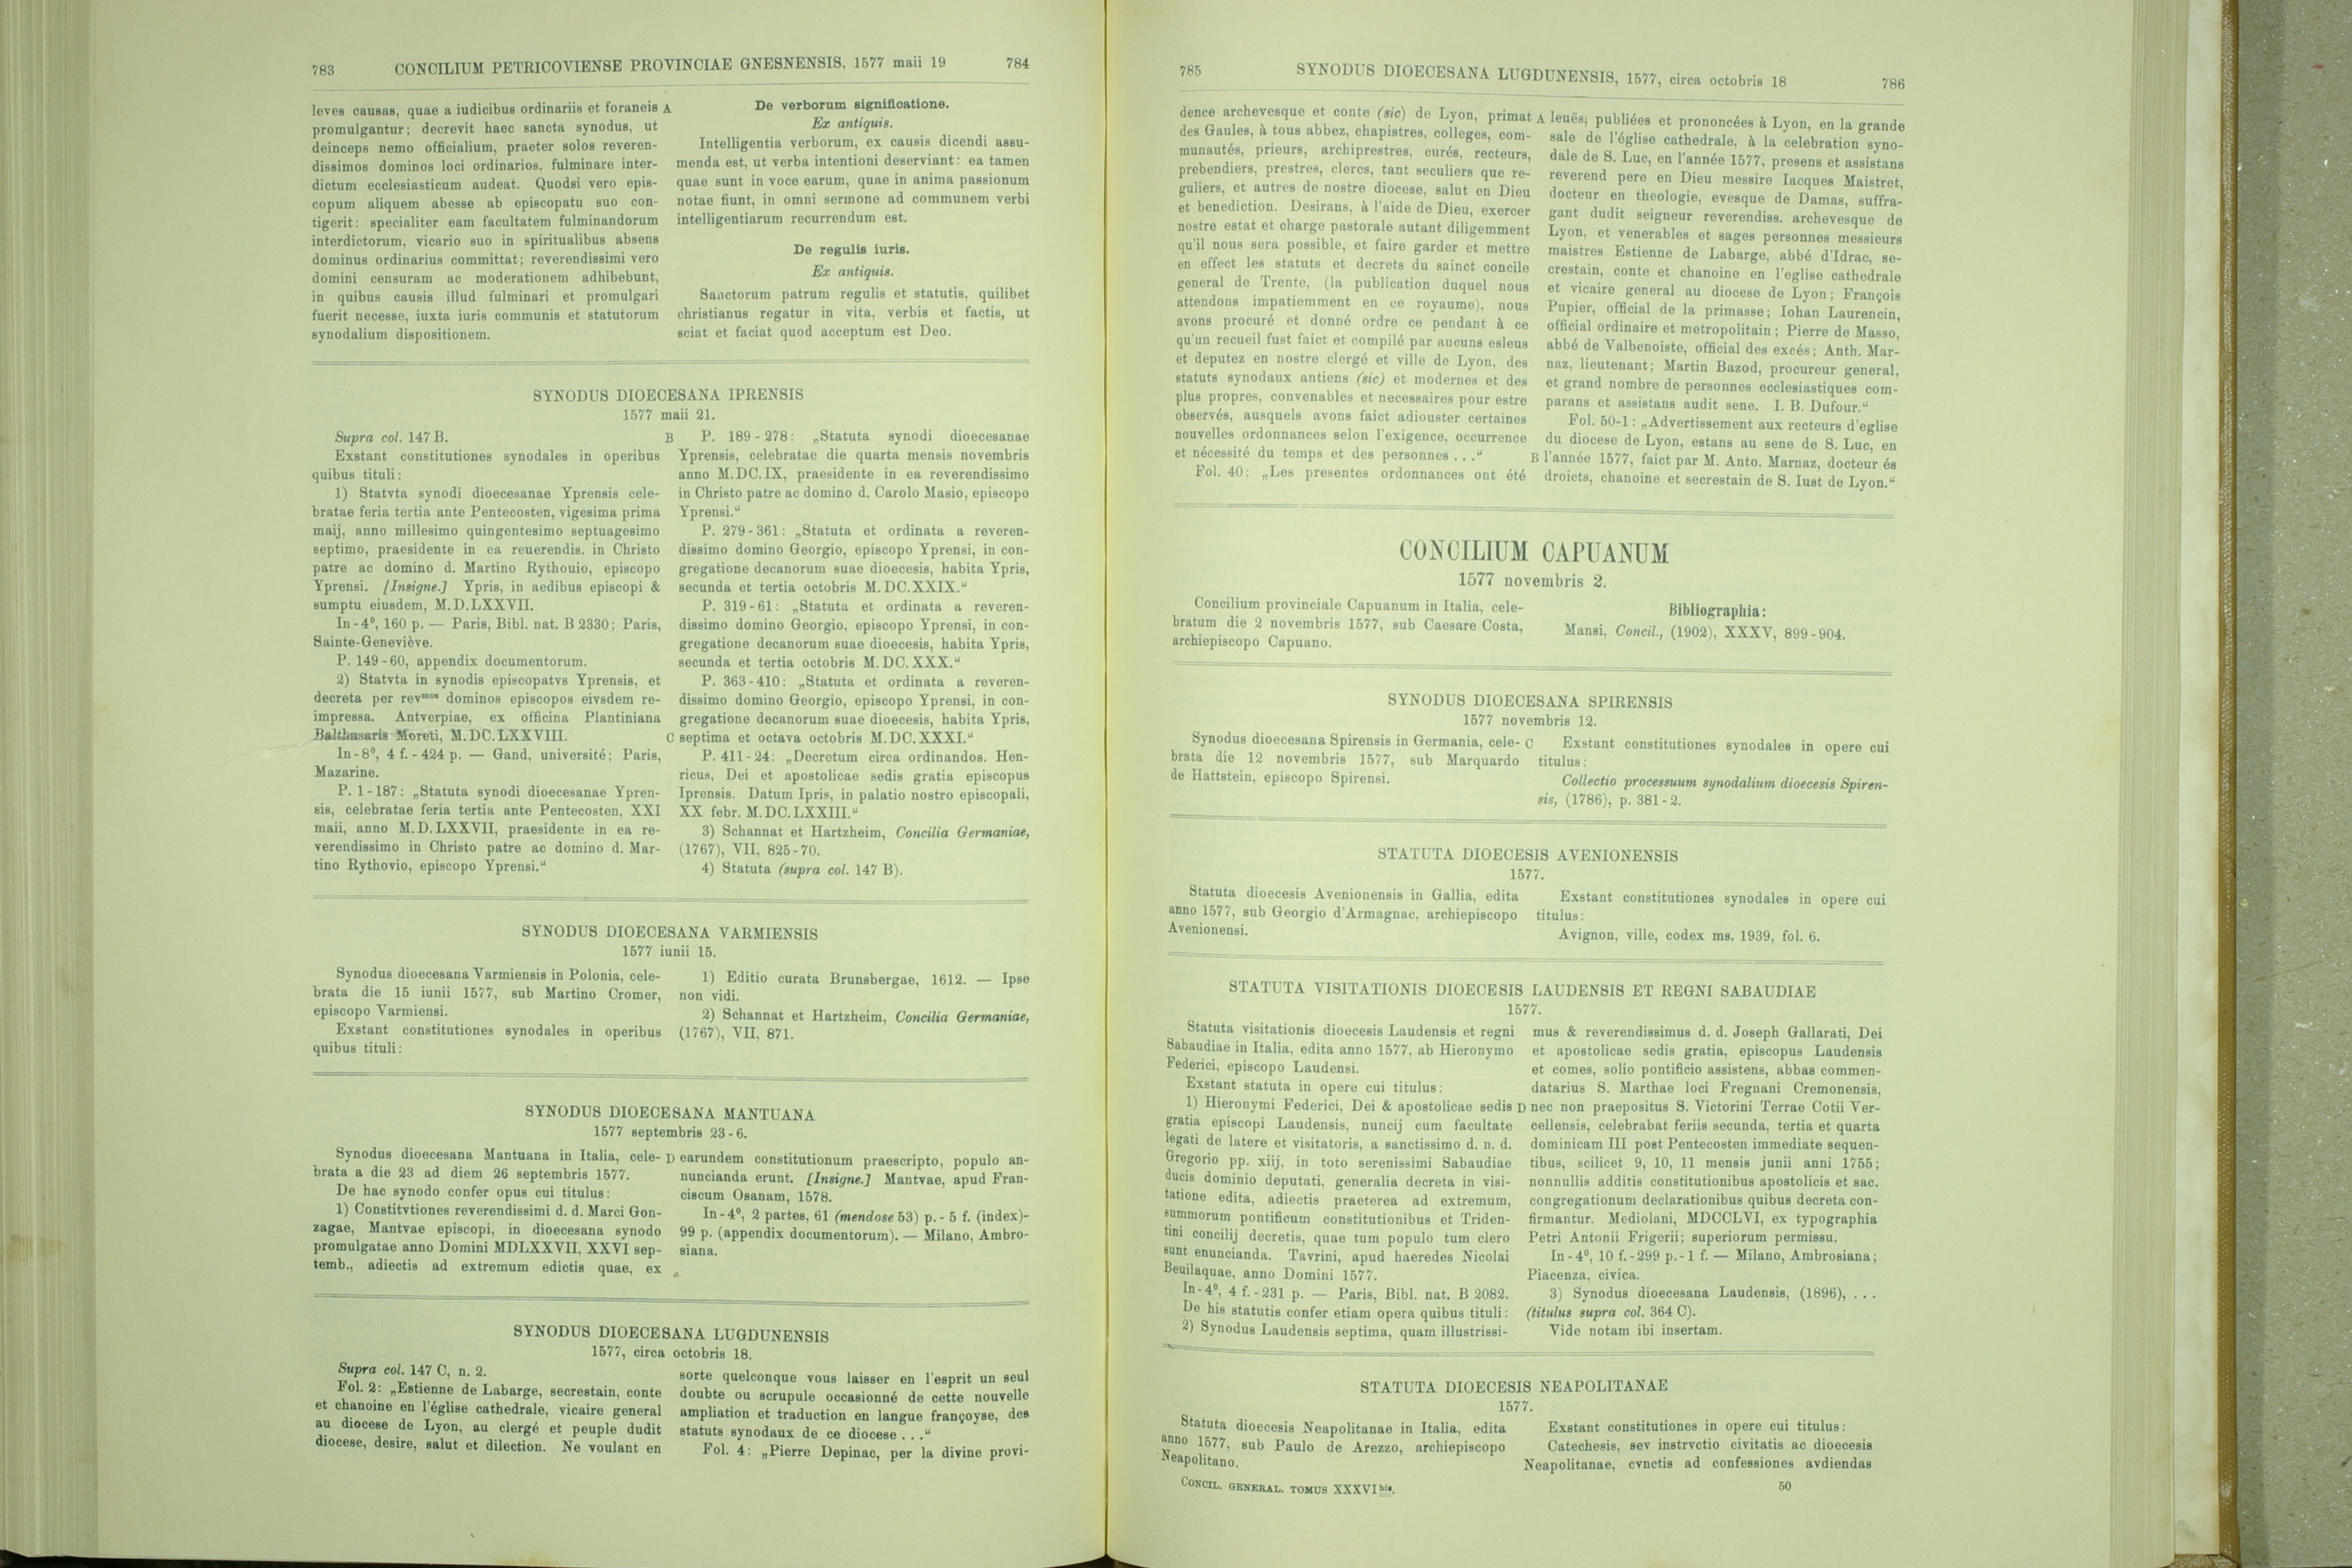 783 CONCILIUM PETRICOVIENSE PROVINCIAE GNESNENSIS, 1577 maii 19 784
leves causas, quae a iudicibus ordinariis et foraneis A
promulgantur; decrevit haec sancta synodus, ut
deinceps nemo officialium, praeter solos reveren-
dissimos dominos loci ordinarios, fulminare inter-
dictum ecclesiasticum audeat. Quodsi vero epis-
copum aliquem abesse ab episcopatu suo con-
tigerit: specialiter eam facultatem fulminandorum
interdictorum, vicario suo in spiritualibus absens
dominus ordinarius committat; reverendissimi vero
domini censuram ac moderationem adhibebunt,
in quibus causis illud fulminari et promulgari
fuerit necesse, iuxta iuris communis et statutorum
synodalium dispositionem.
De verborum significatione.
Ex antiquis.
Intelligentia verborum, ex causis dicendi assu-
menda est, ut verba intentioni deserviant: ea tamen
quae sunt in voce earum, quae in anima passionum
notae fiunt, in omni sermone ad communem verbi
intelligentiarum recurrendum est.
De regulis iuris.
Ex antiquis.
Sanctorum patrum regulis et statutis, quilibet
christianus regatur in vita, verbis et factis, ut
sciat et faciat quod acceptum est Deo.
SYNODUS DIOECESANA IPRENSIS
1577 maii 21.
Supra col. 147 B.
Exstant constitutiones synodales in operibus
quibus tituli:
1) Statvta synodi dioecesanae Yprensis cele-
bratae feria tertia ante Pentecosten, vigesima prima
maij, anno millesimo quingentesimo septuagesimo
septimo, praesidente in ea reuerendis. in Christo
patre ac domino d. Martino Rythouio, episcopo
Yprensi. [Insigne.] Ypris, in aedibus episcopi &
sumptu eiusdem, M.D.LXXVII.
In-4⁰, 160 p. — Paris, Bibl. nat. B 2330; Paris,
Sainte-Geneviève.
P. 149-60, appendix documentorum.
2) Statvta in synodis episcopatvs Yprensis, et
decreta per revmos dominos episcopos eivsdem re-
impressa. Antverpiae, ex officina Plantiniana
Balthasaris Moreti, M.DC.LXXVIII.
In-8⁰, 4 f.-424 p. — Gand, université; Paris,
Mazarine.
P. 1-187: „Statuta synodi dioecesanae Ypren-
sis, celebratae feria tertia ante Pentecosten, XXI
maii, anno M.D.LXXVII, praesidente in ea re-
verendissimo in Christo patre ac domino d. Mar-
tino Rythovio, episcopo Yprensi.“
B P. 189-278: „Statuta synodi dioecesanae
Yprensis, celebratae die quarta mensis novembris
anno M.DC.IX, praesidente in ea reverendissimo
in Christo patre ac domino d. Carolo Masio, episcopo
Yprensi.“
P. 279-361: „Statuta et ordinata a reveren-
dissimo domino Georgio, episcopo Yprensi, in con-
gregatione decanorum suae dioecesis, habita Ypris,
secunda et tertia octobris M.DC.XXIX.“
P. 319-61: „Statuta et ordinata a reveren-
dissimo domino Georgio, episcopo Yprensi, in con-
gregatione decanorum suae dioecesis, habita Ypris,
secunda et tertia octobris M.DC.XXX.“
P. 363-410: „Statuta et ordinata a reveren-
dissimo domino Georgio, episcopo Yprensi, in con-
gregatione decanorum suae dioecesis, habita Ypris,
C septima et octava octobris M.DC.XXXI.“
P. 411-24: „Decretum circa ordinandos. Hen-
ricus, Dei et apostolicae sedis gratia episcopus
Iprensis. Datum Ipris, in palatio nostro episcopali,
XX febr. M.DC.LXXIII.“
3) Schannat et Hartzheim, Concilia Germaniae,
(1767), VII, 825-70.
4) Statuta (supra col. 147 B).
SYNODUS DIOECESANA VARMIENSIS
1577 iunii 15.
Synodus dioecesana Varmiensis in Polonia, cele-
brata die 15 iunii 1577, sub Martino Cromer,
episcopo Varmiensi.
Exstant constitutiones synodales in operibus
quibus tituli:
1) Editio curata Brunsbergae, 1612. — Ipse
non vidi.
2) Schannat et Hartzheim, Concilia Germaniae,
(1767), VII, 871.
SYNODUS DIOECESANA MANTUANA
1577 septembris 23-6.
Synodus dioecesana Mantuana in Italia, cele-
brata a die 23 ad diem 26 septembris 1577.
De hac synodo confer opus cui titulus:
1) Constitvtiones reverendissimi d. d. Marci Gon-
zagae, Mantvae episcopi, in dioecesana synodo
promulgatae anno Domini MDLXXVII, XXVI sep-
temb., adiectis ad extremum edictis quae, ex
D earundem constitutionum praescripto, populo an-
nuncianda erunt. [Insigne.] Mantvae, apud Fran-
ciscum Osanam, 1578.
In-4⁰, 2 partes, 61 (mendose 53) p.-5 f. (index)-
99 p. (appendix documentorum). — Milano, Ambro-
siana.
SYNODUS DIOECESANA LUGDUNENSIS
1577, circa octobris 18.
Supra col. 147 C, n. 2.
Fol. 2: „Estienne de Labarge, secrestain, conte
et chanoine en l'église cathedrale, vicaire general
au diocese de Lyon, au clergé et peuple dudit
diocese, desire, salut et dilection. Ne voulant en
sorte quelconque vous laisser en l'esprit un seul
doubte ou scrupule occasionné de cette nouvelle
ampliation et traduction en langue françoyse, des
statuts synodaux de ce diocese . . .“
Fol. 4: „Pierre Depinac, per la divine provi-
785 SYNODUS DIOECESANA LUGDUNENSIS, 1577, circa octobris 18 786
dence archevesque et conte (sic) de Lyon, primat
des Gaules, à tous abbez, chapistres, colleges, com-
munautés, prieurs, archiprestres, curés, recteurs,
prebendiers, prestres, clercs, tant seculiers que re-
guliers, et autres de nostre diocese, salut en Dieu
et benediction. Desirans, à l'aide de Dieu, exercer
nostre estat et charge pastorale autant diligemment
qu'il nous sera possible, et faire garder et mettre
en effect les statuts et decrets du sainct concile
general de Trente, (la publication duquel nous
attendons impatiemment en ce royaume), nous
avons procuré et donné ordre ce pendant à ce
qu'un recueil fust faict et compilé par aucuns esleus
et deputez en nostre clergé et ville de Lyon, des
statuts synodaux antiens (sic) et modernes et des
plus propres, convenables et necessaires pour estre
observés, ausquels avons faict adiouster certaines
nouvelles ordonnances selon l'exigence, occurrence
et nécessité du temps et des personnes . . .“
Fol. 40: „Les presentes ordonnances ont été
A leuës; publiées et prononcées à Lyon, en la grande
sale de l'église cathedrale, à la celebration syno-
dale de S. Luc, en l'année 1577, presens et assistans
reverend pere en Dieu messire Iacques Maistret,
docteur en theologie, evesque de Damas, suffra-
gant dudit seigneur reverendiss. archevesque de
Lyon, et venerables et sages personnes messieurs
maistres Estienne de Labarge, abbé d'Idrac, se-
crestain, conte et chanoine en l'eglise cathedrale
et vicaire general au diocese de Lyon; François
Pupier, official de la primasse; Iohan Laurencin,
official ordinaire et metropolitain; Pierre de Masso,
abbé de Valbenoiste, official des excés; Anth. Mar-
naz, lieutenant; Martin Bazod, procureur general,
et grand nombre de personnes ecclesiastiques com-
parans et assistans audit sene. I. B. Dufour.“
Fol. 50-1: „Advertissement aux recteurs d'eglise
du diocese de Lyon, estans au sene de S. Luc, en
B l'année 1577, faict par M. Anto. Marnaz, docteur és
droicts, chanoine et secrestain de S. Iust de Lyon.“
CONCILIUM CAPUANUM
1577 novembris 2.
Concilium provinciale Capuanum in Italia, cele-
bratum die 2 novembris 1577, sub Caesare Costa,
archiepiscopo Capuano.
Bibliographia:
Mansi, Concil., (1902), XXXV, 899-904.
SYNODUS DIOECESANA SPIRENSIS
1577 novembris 12.
Synodus dioecesana Spirensis in Germania, cele-
brata die 12 novembris 1577, sub Marquardo
de Hattstein, episcopo Spirensi.
C Exstant constitutiones synodales in opere cui
titulus:
Collectio processuum synodalium dioecesis Spiren-
sis, (1786), p. 381-2.
STATUTA DIOECESIS AVENIONENSIS
1577.
Statuta dioecesis Avenionensis in Gallia, edita
anno 1577, sub Georgio d'Armagnac, archiepiscopo
Avenionensi.
Exstant constitutiones synodales in opere cui
titulus:
Avignon, ville, codex ms. 1939, fol. 6.
STATUTA VISITATIONIS DIOECESIS LAUDENSIS ET REGNI SABAUDIAE
1577.
Statuta visitationis dioecesis Laudensis et regni
Sabaudiae in Italia, edita anno 1577, ab Hieronymo
Federici, episcopo Laudensi.
Exstant statuta in opere cui titulus:
1) Hieronymi Federici, Dei & apostolicae sedis
gratia episcopi Laudensis, nuncij cum facultate
legati de latere et visitatoris, a sanctissimo d. n. d.
Gregorio pp. xiij, in toto serenissimi Sabaudiae
ducis dominio deputati, generalia decreta in visi-
tatione edita, adiectis praeterea ad extremum,
summorum pontificum constitutionibus et Triden-
tini concilij decretis, quae tum populo tum clero
sunt enuncianda. Tavrini, apud haeredes Nicolai
Beuilaquae, anno Domini 1577.
In-4⁰, 4 f.-231 p. — Paris, Bibl. nat. B 2082.
De his statutis confer etiam opera quibus tituli:
2) Synodus Laudensis septima, quam illustrissi-
mus & reverendissimus d. d. Joseph Gallarati, Dei
et apostolicae sedis gratia, episcopus Laudensis
et comes, solio pontificio assistens, abbas commen-
datarius S. Marthae loci Fregnani Cremonensis,
D nec non praepositus S. Victorini Terrae Cotii Ver-
cellensis, celebrabat feriis secunda, tertia et quarta
dominicam III post Pentecosten immediate sequen-
tibus, scilicet 9, 10, 11 mensis junii anni 1755;
nonnullis additis constitutionibus apostolicis et sac.
congregationum declarationibus quibus decreta con-
firmantur. Mediolani, MDCCLVI, ex typographia
Petri Antonii Frigerii; superiorum permissu.
In-4⁰, 10 f.-299 p.-1 f. — Milano, Ambrosiana;
Piacenza, civica.
3) Synodus dioecesana Laudensis, (1896), . . .
(titulus supra col. 364 C).
Vide notam ibi insertam.
STATUTA DIOECESIS NEAPOLITANAE
1577.
Statuta dioecesis Neapolitanae in Italia, edita
anno 1577, sub Paulo de Arezzo, archiepiscopo
Neapolitano.
Exstant constitutiones in opere cui titulus:
Catechesis, sev instrvctio civitatis ac dioecesis
Neapolitanae, cvnctis ad confessiones avdiendas
CONCIL. GENERAL. TOMUS XXXVI bis. 50